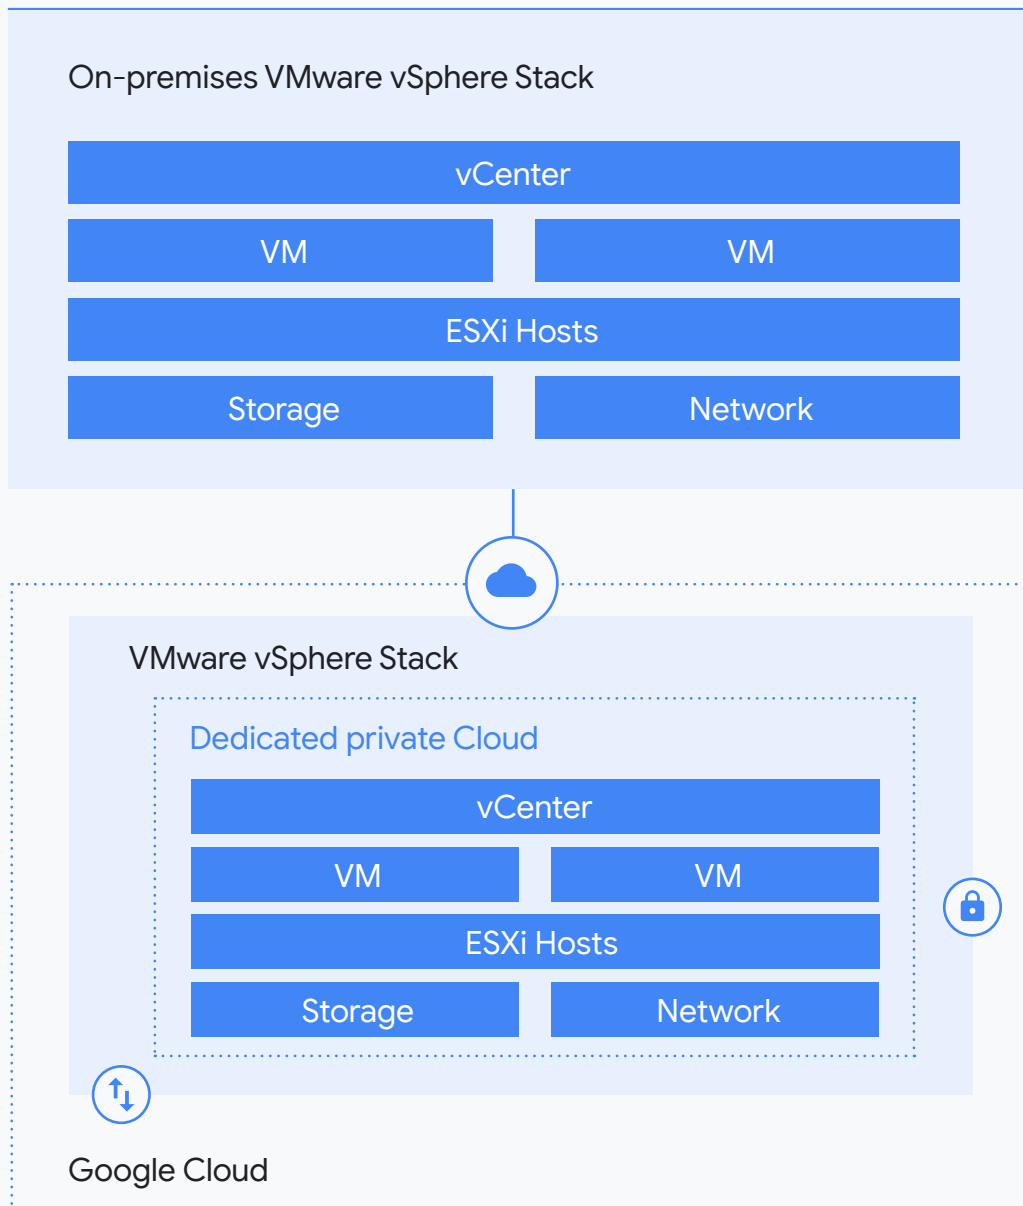 On-premises VMware vSphere Stack
vCenter
VM VM
ESXi Hosts
Storage Network
VMware vSphere Stack
Dedicated private Cloud
vCenter
VM VM
ESXi Hosts
Storage Network
Google Cloud